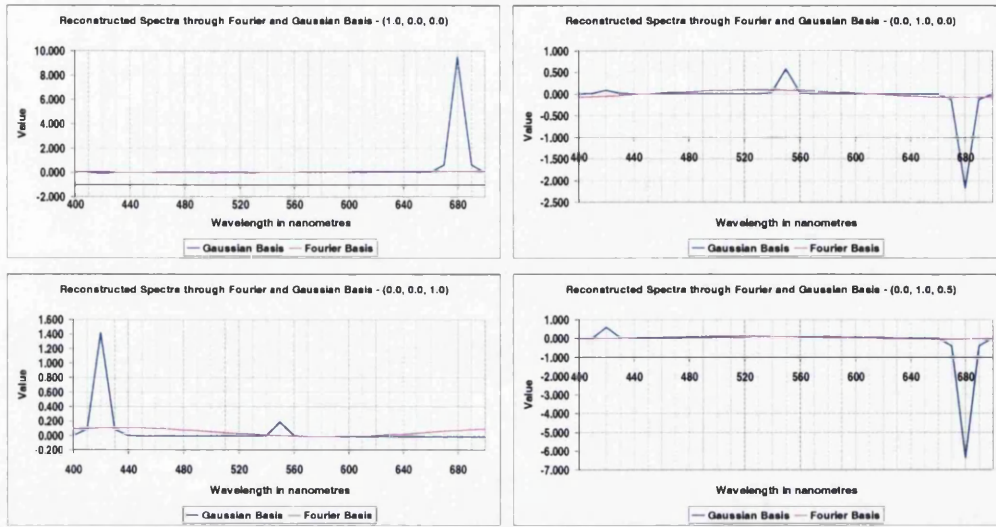 Reconstructed Spectra through Fourier and Gaussian Basis - (1.0, 0.0, 0.0)
10.000
8.000
6.000
4.000
2.000
0.000
-2.000
Value
400 440 480 520 560 600 640 680
Wavelength in nanometres
Gaussian Basis Fourier Basis
Reconstructed Spectra through Fourier and Gaussian Basis - (0.0, 1.0, 0.0)
1.000
0.500
0.000
-0.500
-1.000
-1.500
-2.000
-2.500
Value
400 440 480 520 560 600 640 680
Wavelength in nanometres
Gaussian Basis Fourier Basis
Reconstructed Spectra through Fourier and Gaussian Basis - (0.0, 0.0, 1.0)
1.600
1.400
1.200
1.000
0.800
0.600
0.400
0.200
0.000
-0.200
Value
400 440 480 520 560 600 640 680
Wavelength in nanometres
Gaussian Basis Fourier Basis
Reconstructed Spectra through Fourier and Gaussian Basis - (0.0, 1.0, 0.5)
1.000
0.000
-1.000
-2.000
-3.000
-4.000
-5.000
-6.000
-7.000
Value
400 440 480 520 560 600 640 680
Wavelength in nanometres
Gaussian Basis Fourier Basis